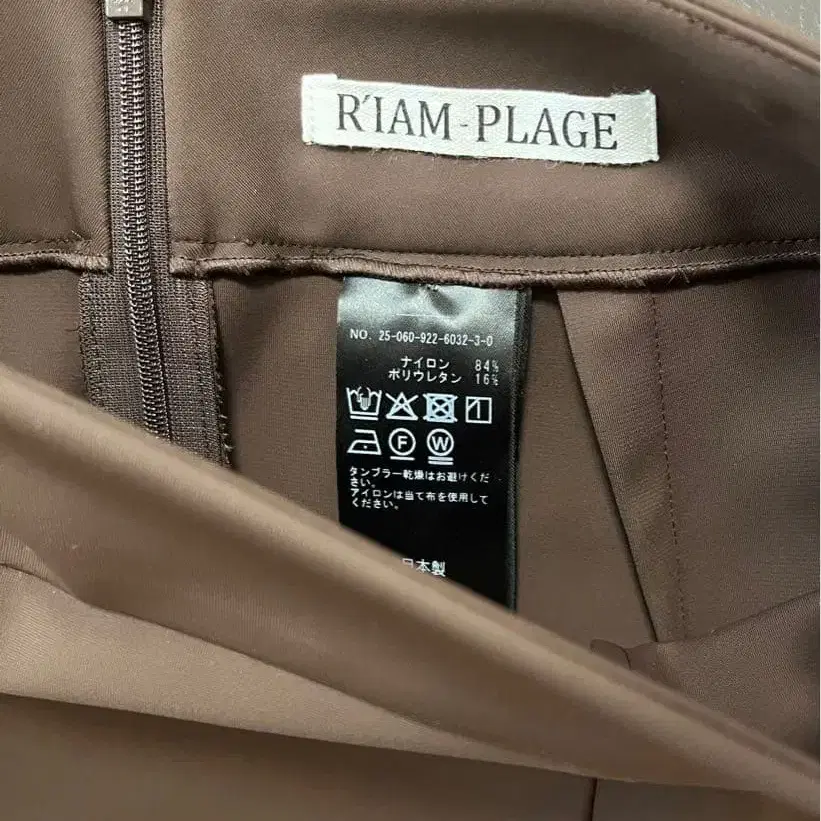 R'IAM-PLAGE
NO. 25-060-922-6032-3-0
ナイロン 84%
ポリウレタン 16%
F W
タンブラー乾燥はお避けくだ
さい。
アイロンは当て布を使用して
ください。
日本製